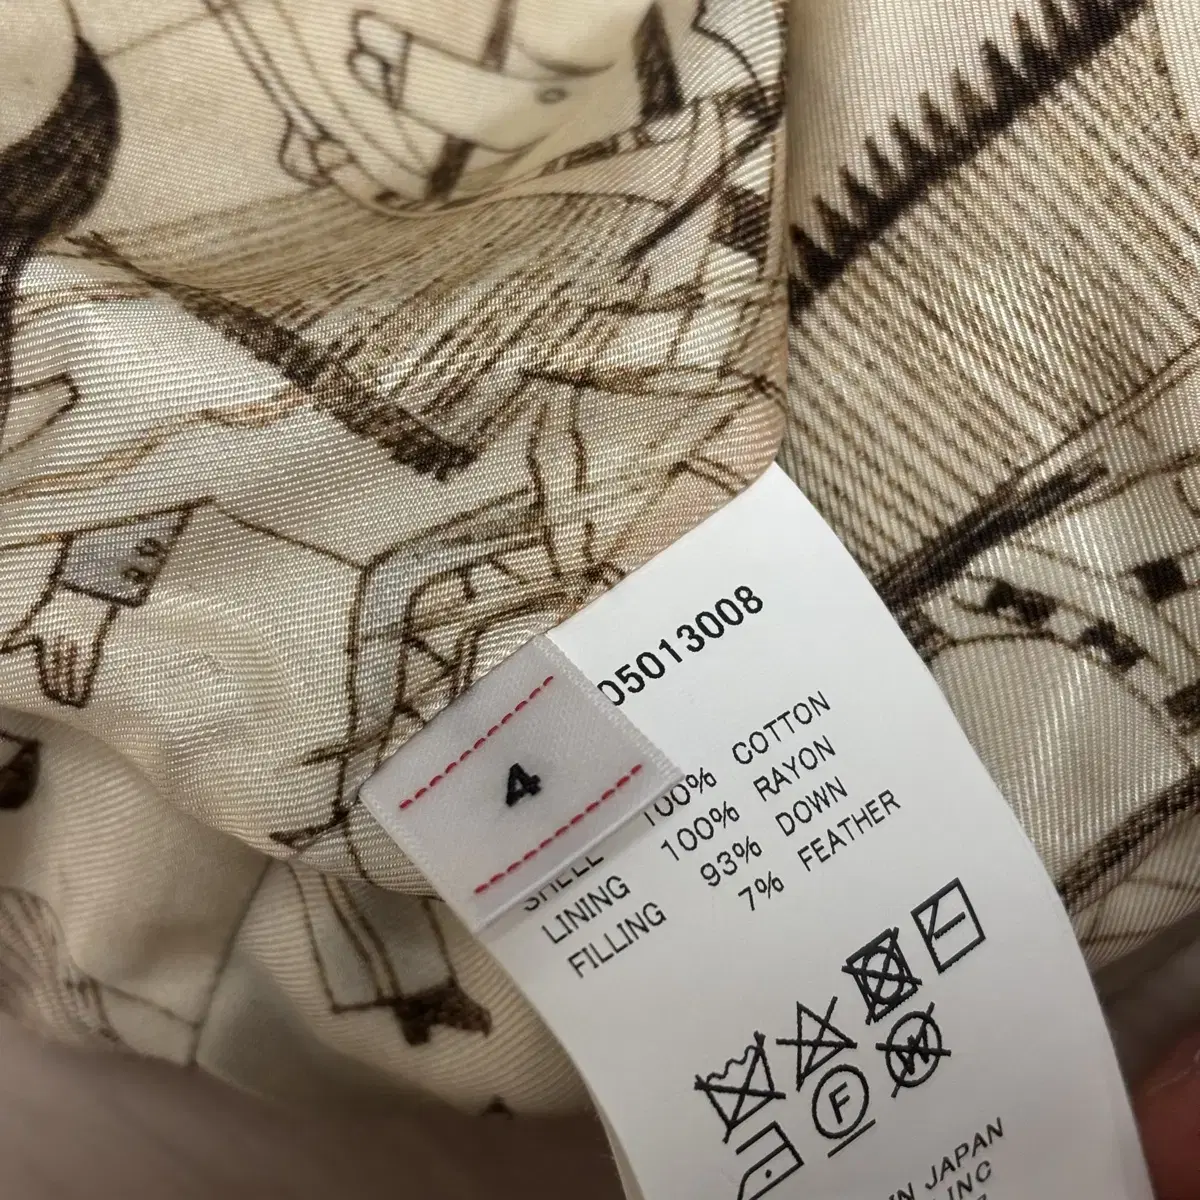 05013008
4
100% COTTON
LINING 100% RAYON
FILLING 93% DOWN
7% FEATHER
F
W
IN JAPAN
INC